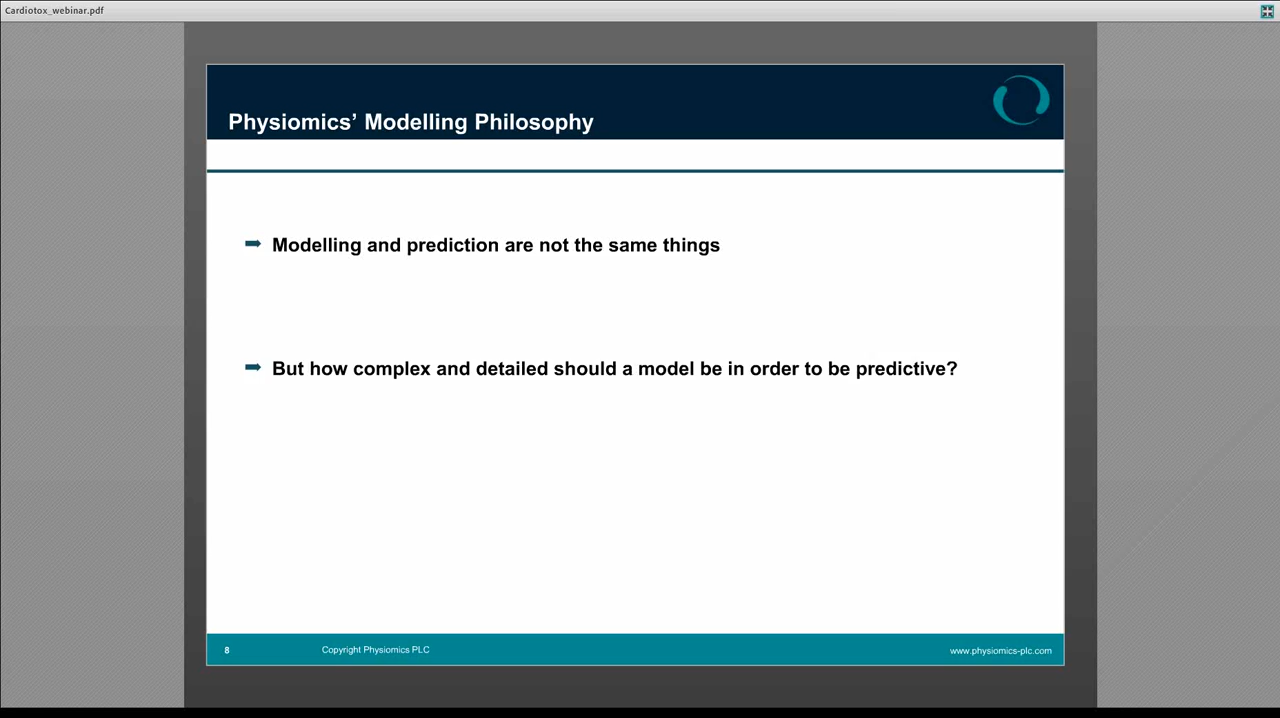 Cardiotox_webinar.pdf
Physiomics’ Modelling Philosophy
Modelling and prediction are not the same things
But how complex and detailed should a model be in order to be predictive?
8
Copyright Physiomics PLC
www.physiomics-plc.com